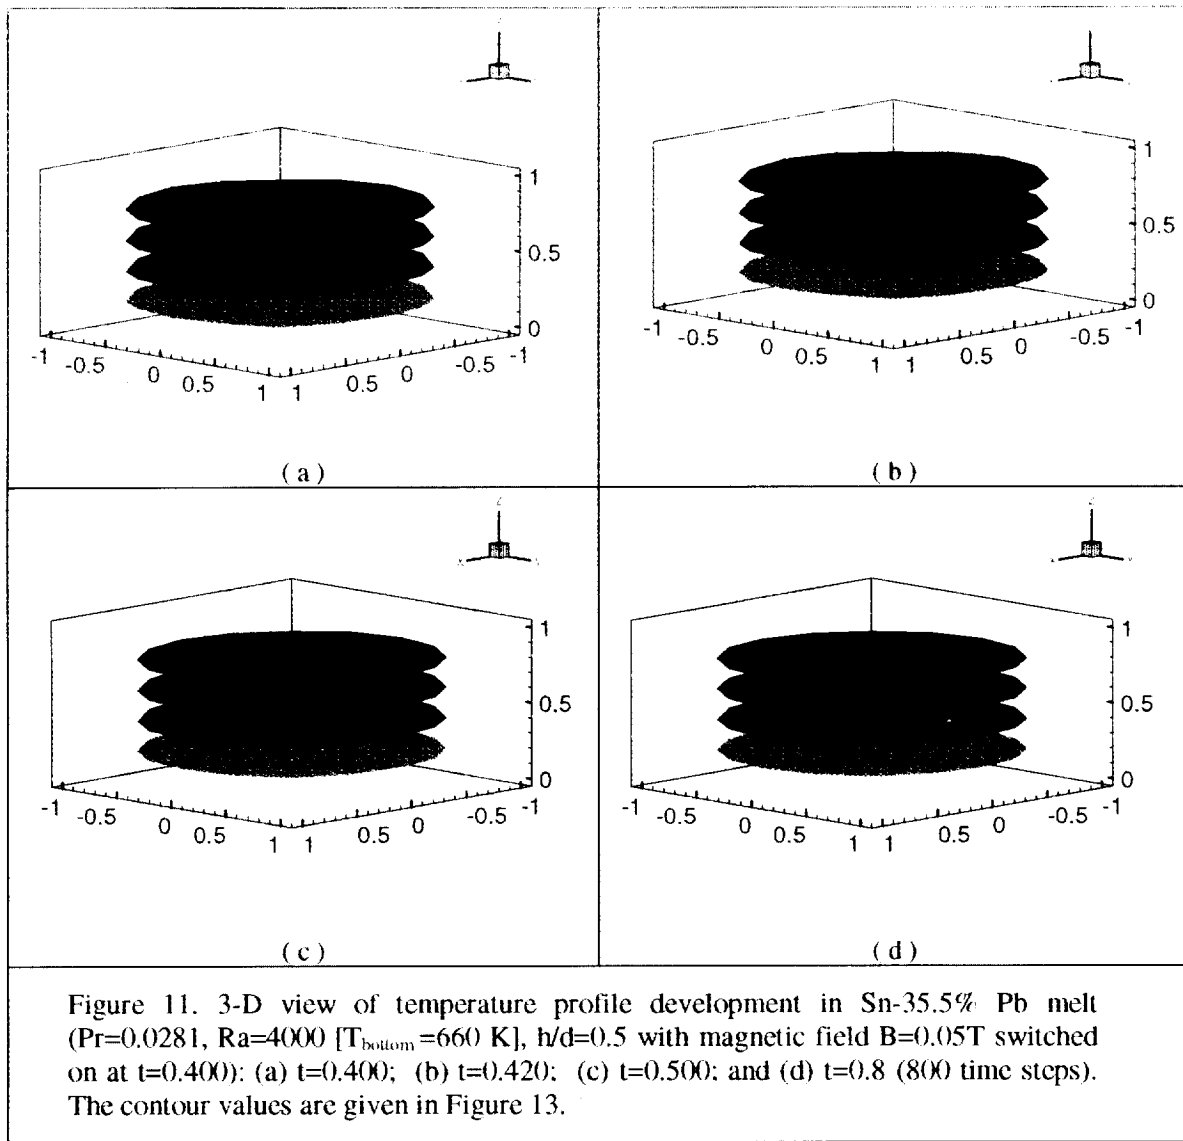 1
0.5
0
-1 -0.5 0 0.5 1 1 0.5 0 -0.5 -1
( a )
1
0.5
0
-1 -0.5 0 0.5 1 1 0.5 0 -0.5 -1
( b )
Z
X
1
0.5
0
-1 -0.5 0 0.5 1 1 0.5 0 -0.5 -1
( c )
Z
1
0.5
0
-1 -0.5 0 0.5 1 1 0.5 0 -0.5 -1
( d )
Figure 11. 3-D view of temperature profile development in Sn-35.5% Pb melt
(Pr=0.0281, Ra=4000 [Tbottom =660 K], h/d=0.5 with magnetic field B=0.05T switched
on at t=0.400): (a) t=0.400; (b) t=0.420; (c) t=0.500; and (d) t=0.8 (800 time steps).
The contour values are given in Figure 13.